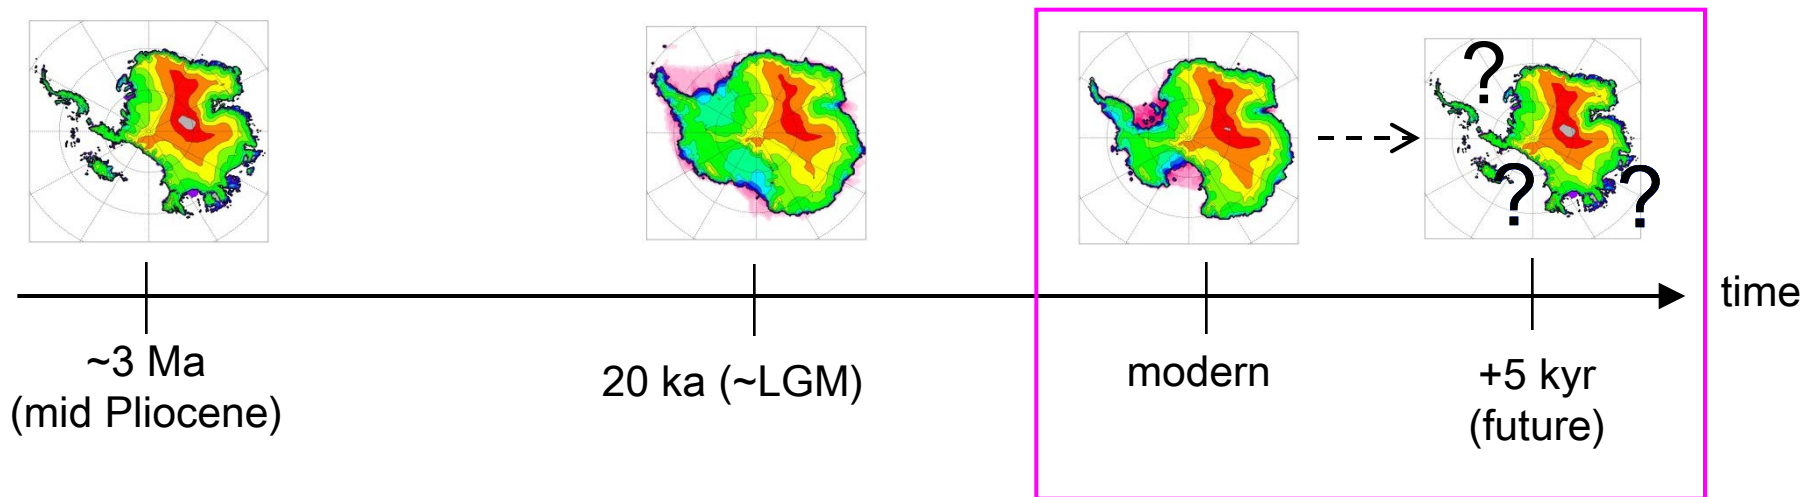 ?
?
?
time
~3 Ma
(mid Pliocene)
20 ka (~LGM)
modern
+5 kyr
(future)